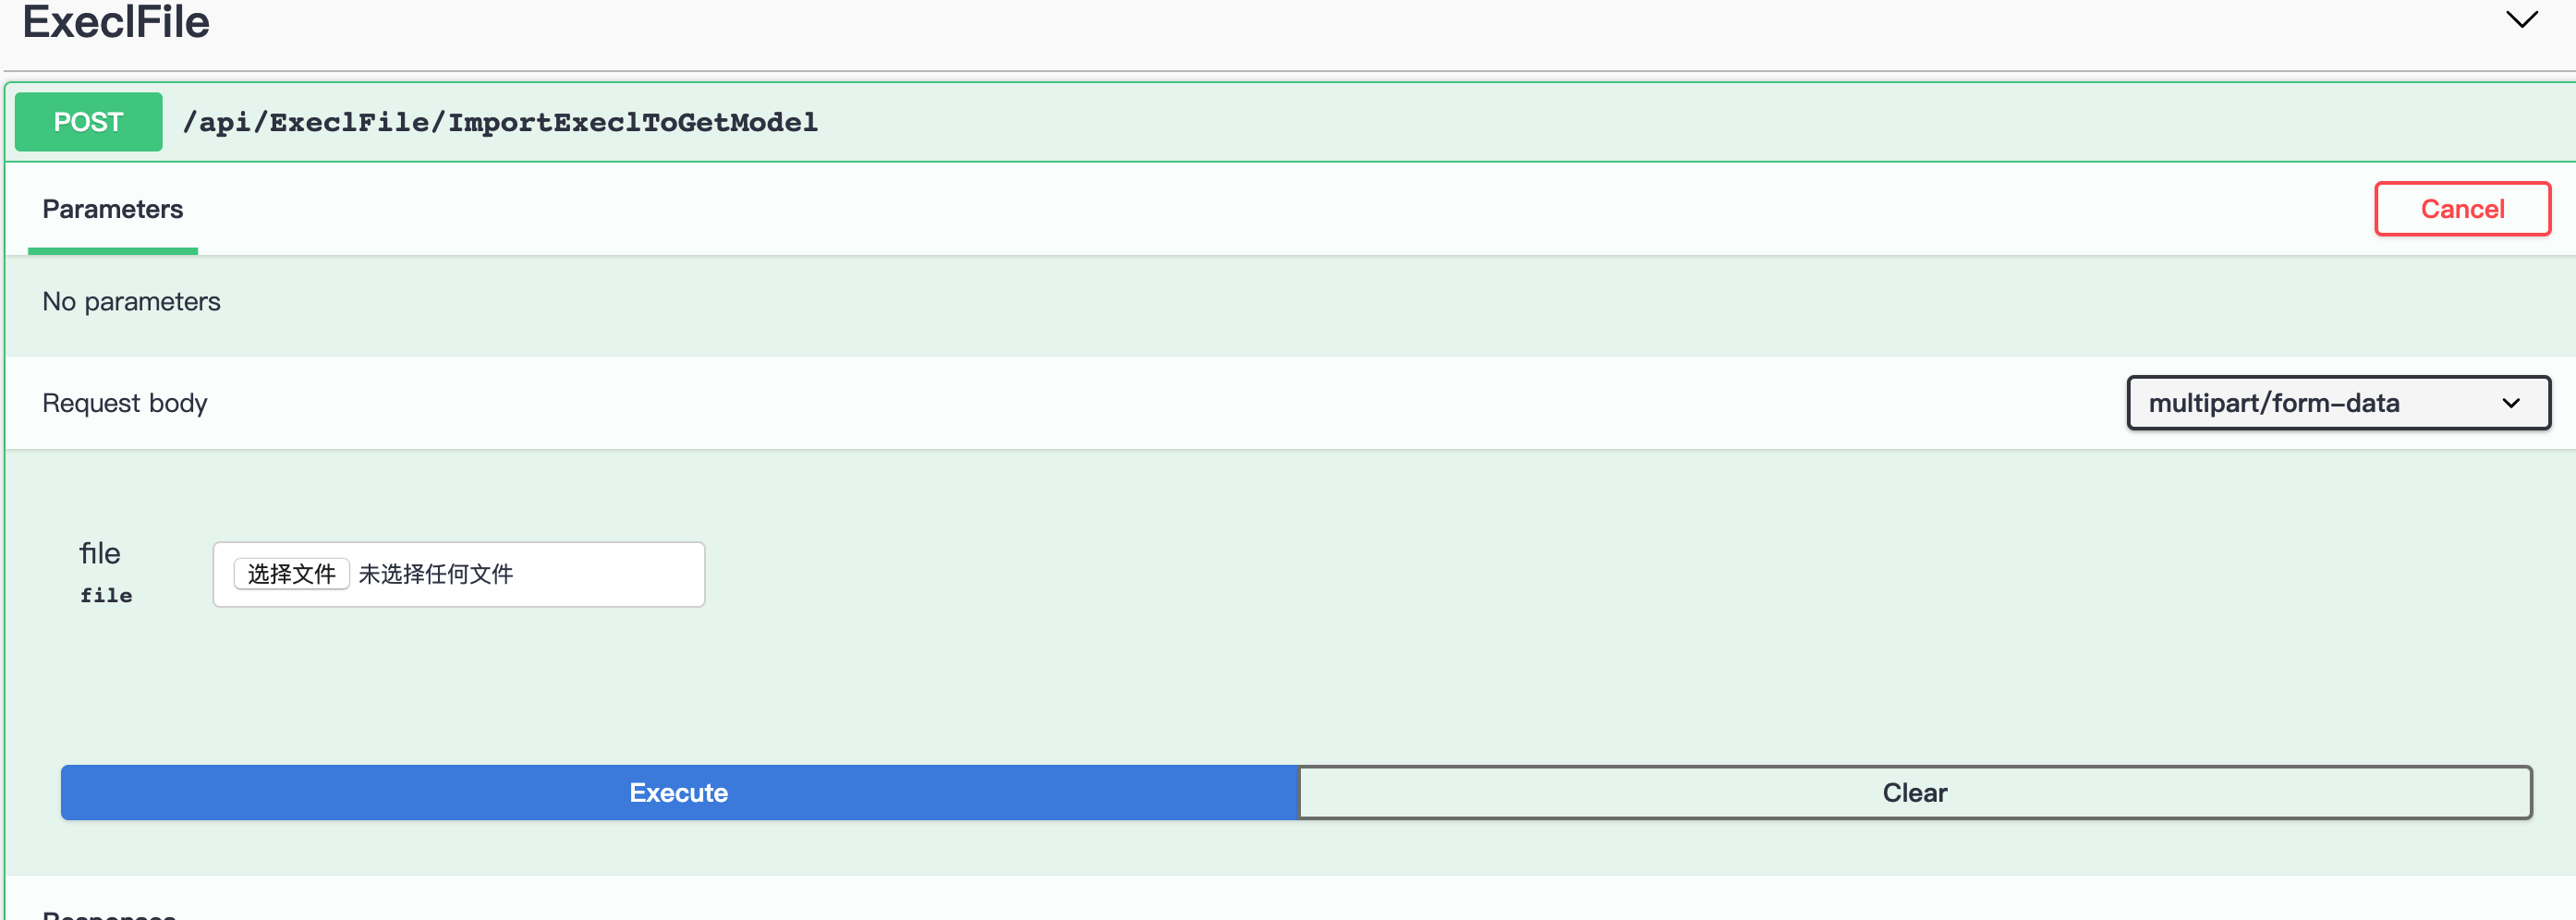 ExeclFile
POST /api/ExeclFile/ImportExeclToGetModel
Parameters
Cancel
No parameters
Request body
multipart/form-data
file
file
选择文件 未选择任何文件
Execute
Clear
Responses